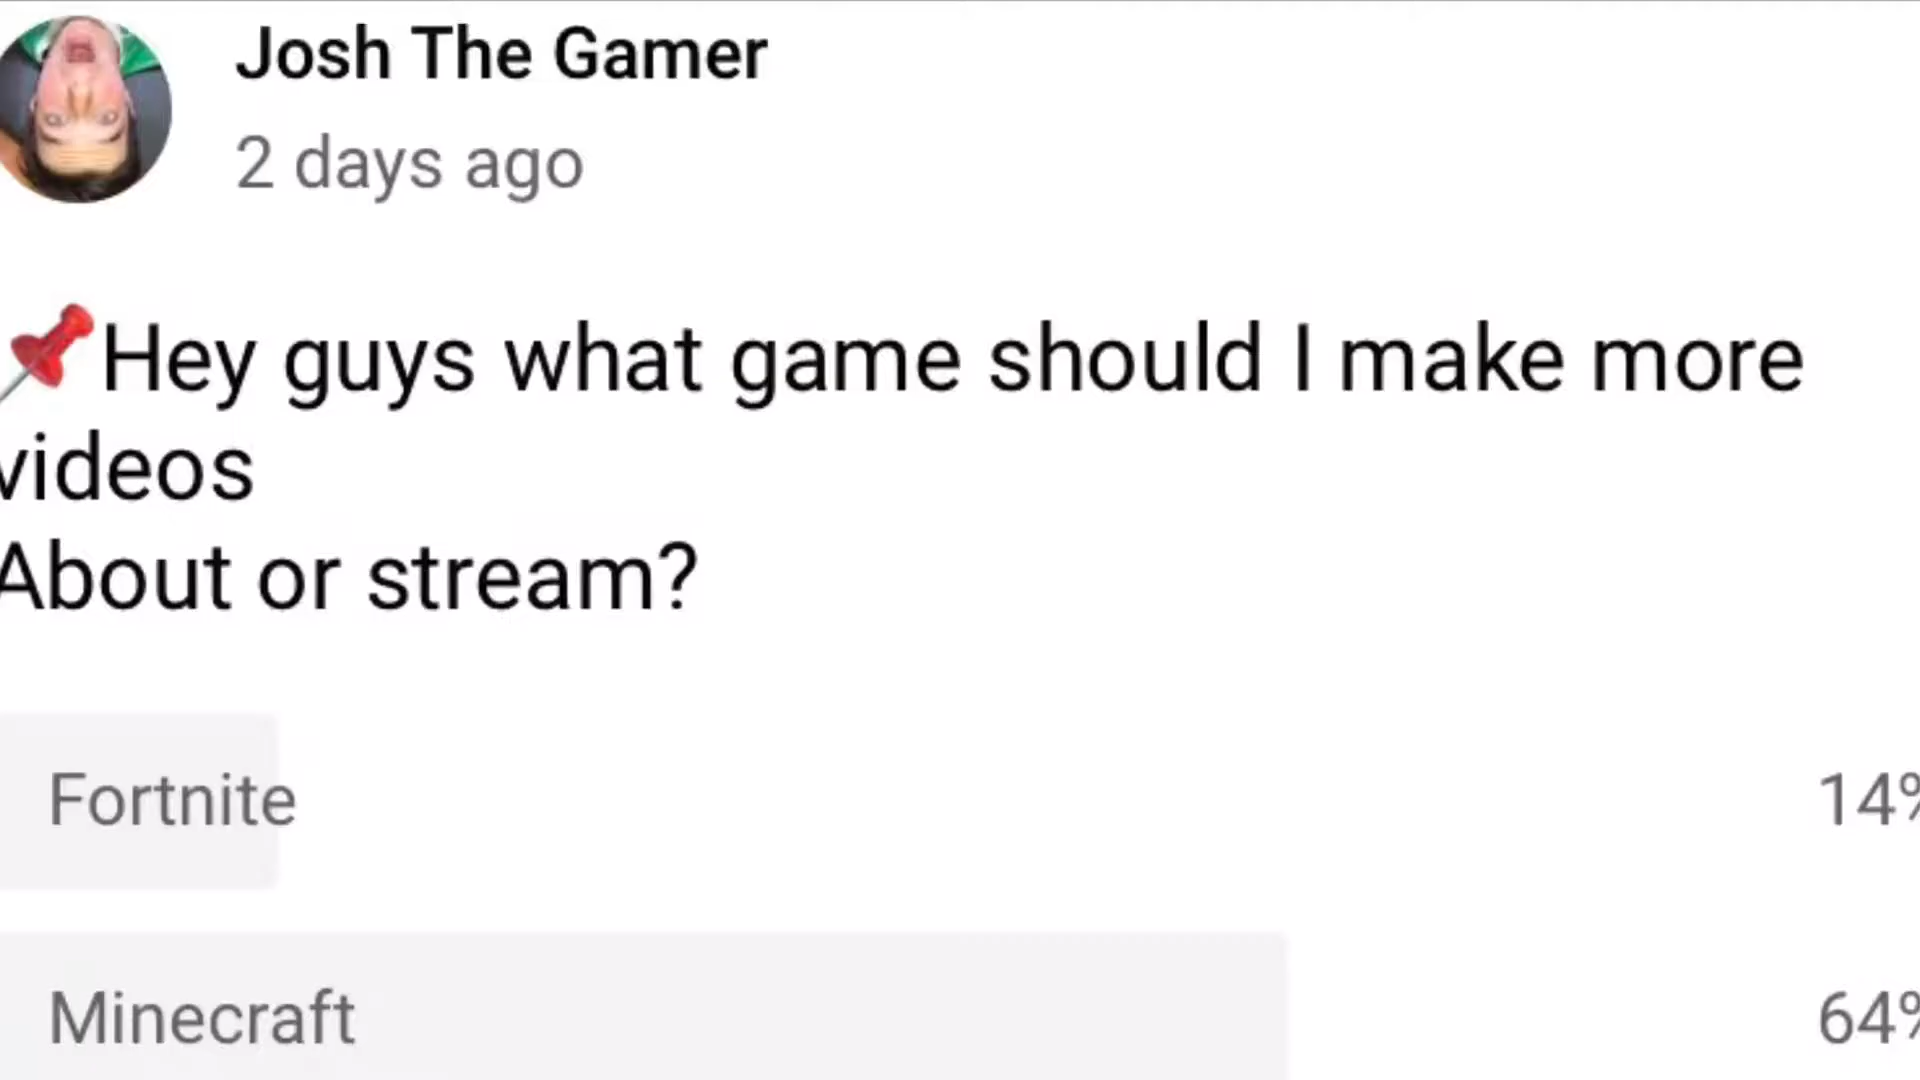 Josh The Gamer
2 days ago
📌Hey guys what game should I make more
videos
About or stream?
Fortnite 14%
Minecraft 64%